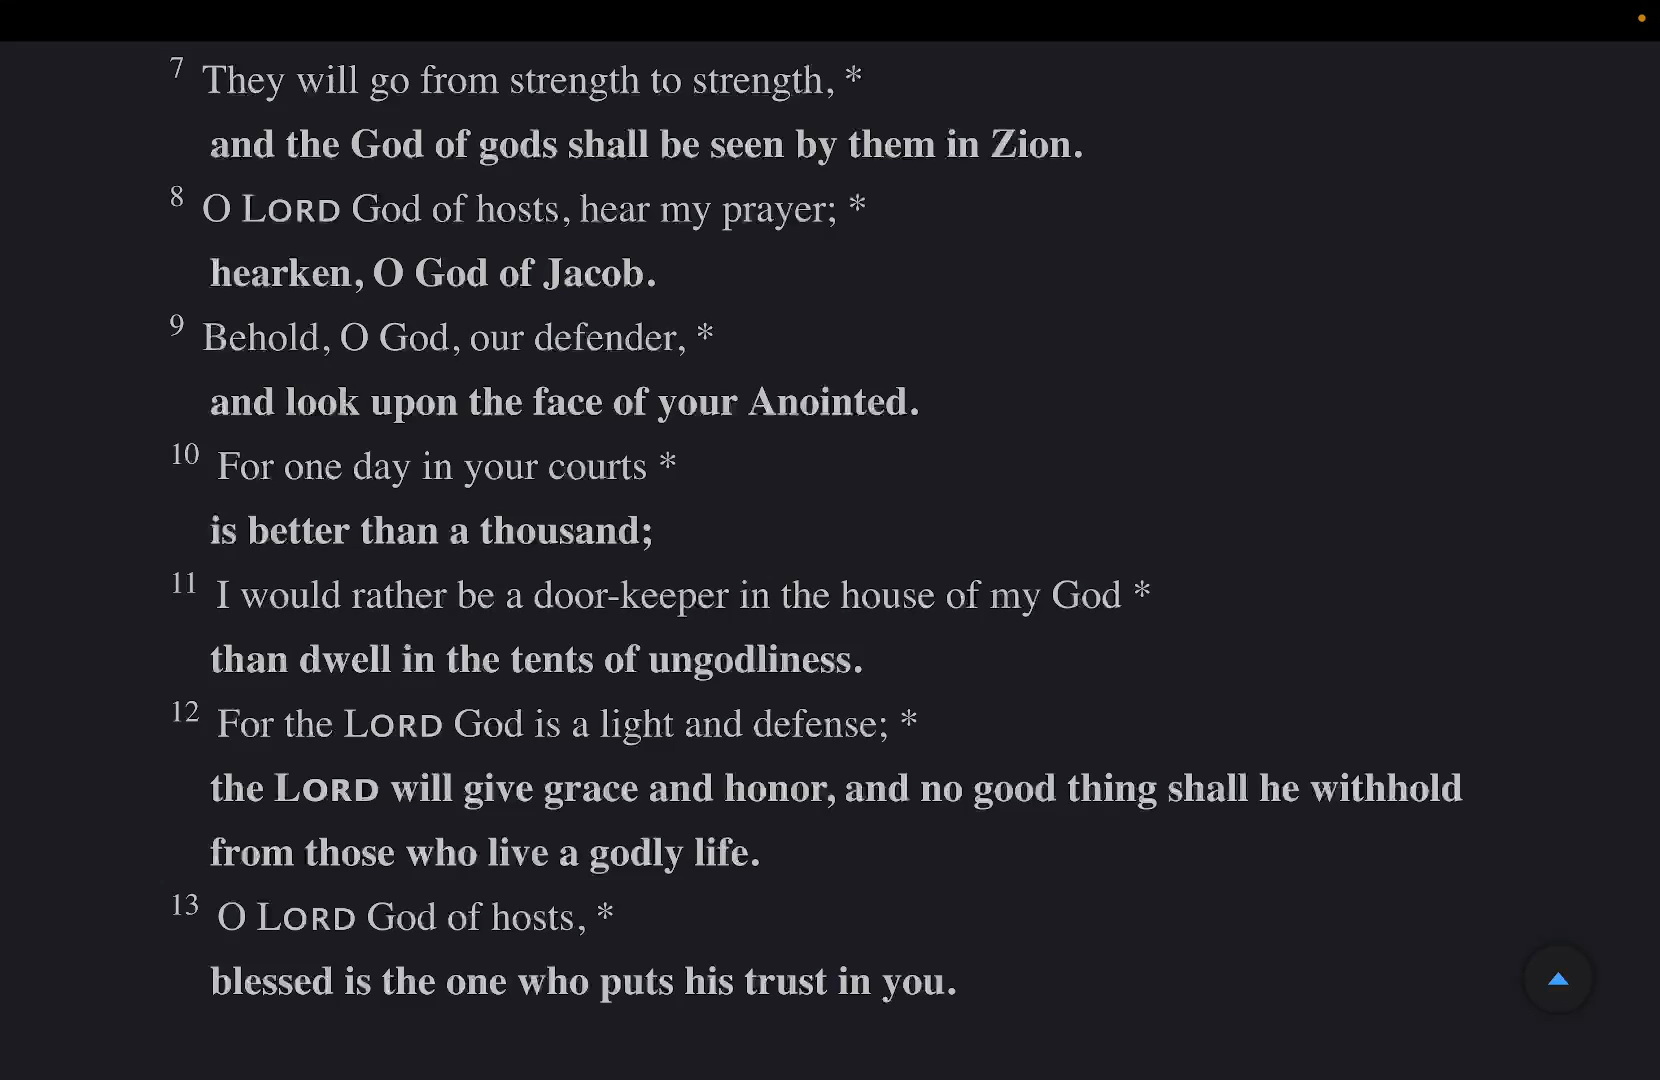 7 They will go from strength to strength, *
and the God of gods shall be seen by them in Zion.
8 O LORD God of hosts, hear my prayer; *
hearken, O God of Jacob.
9 Behold, O God, our defender, *
and look upon the face of your Anointed.
10 For one day in your courts *
is better than a thousand;
11 I would rather be a door-keeper in the house of my God *
than dwell in the tents of ungodliness.
12 For the LORD God is a light and defense; *
the LORD will give grace and honor, and no good thing shall he withhold
from those who live a godly life.
13 O LORD God of hosts, *
blessed is the one who puts his trust in you.